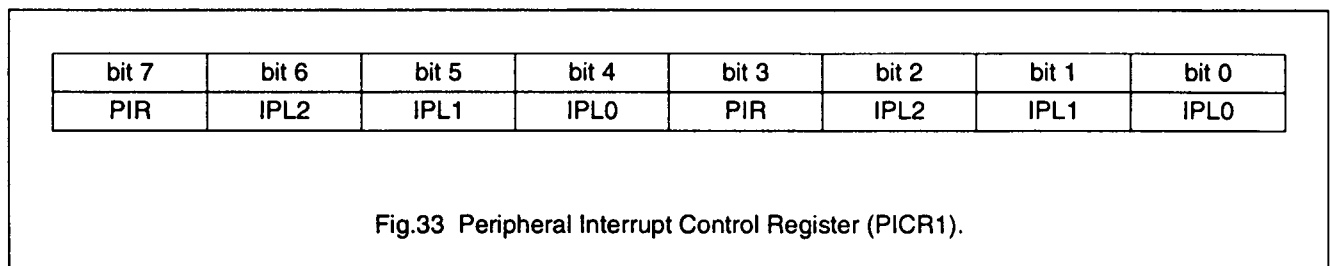 bit 7 bit 6 bit 5 bit 4 bit 3 bit 2 bit 1 bit 0
PIR IPL2 IPL1 IPL0 PIR IPL2 IPL1 IPL0
Fig.33 Peripheral Interrupt Control Register (PICR1).